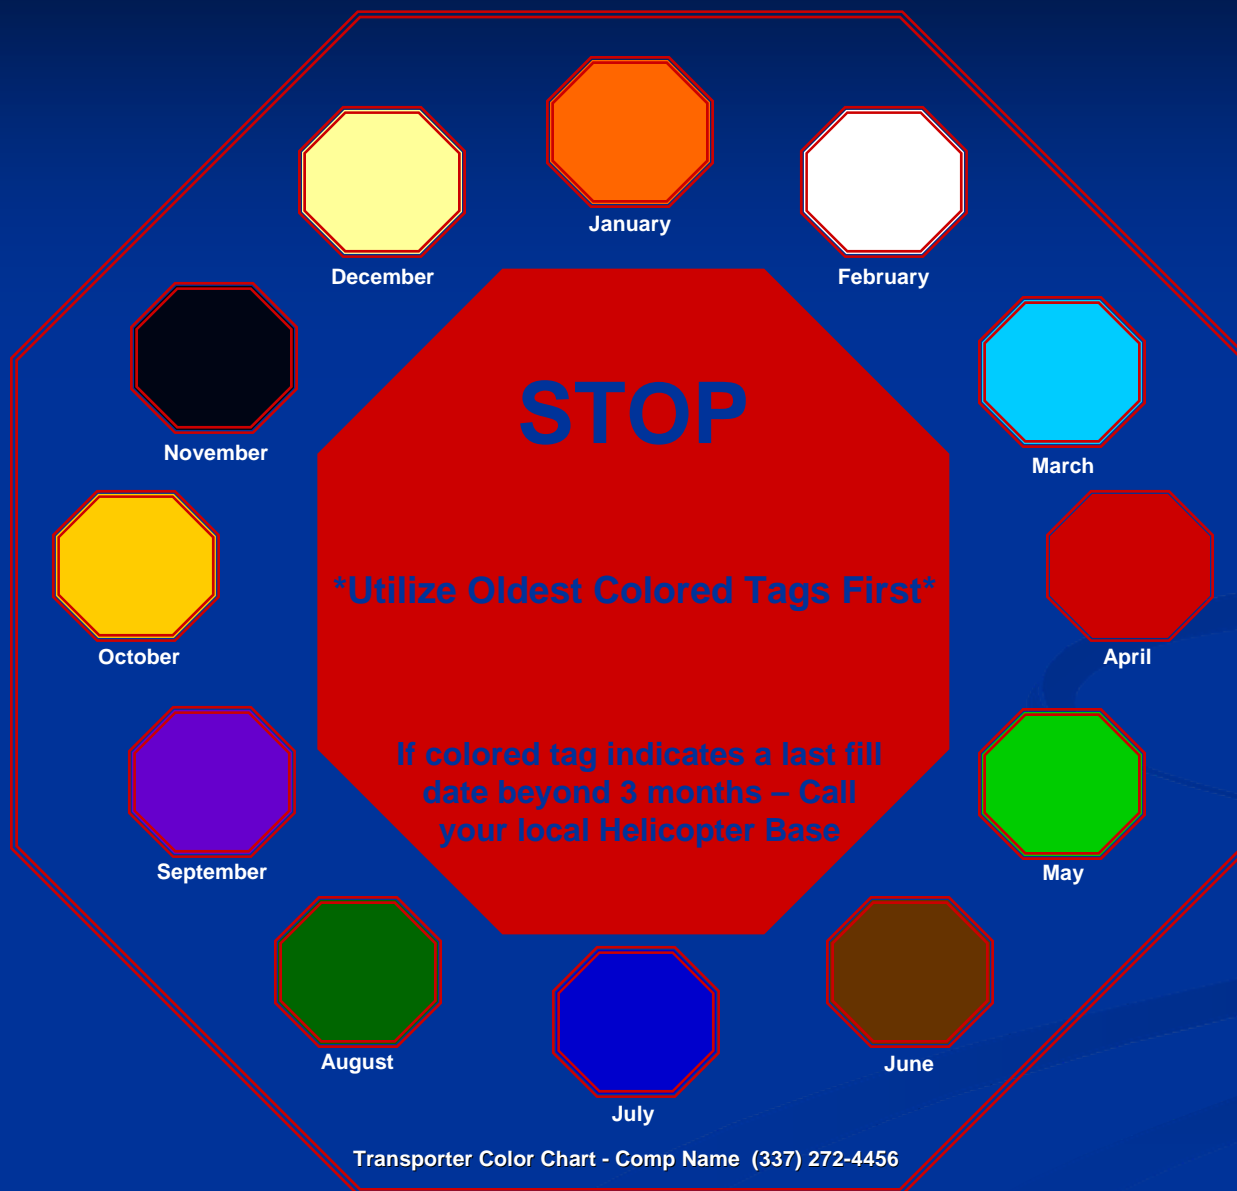 January
December
February
November
March
STOP
*Utilize Oldest Colored Tags First*
October
April
If colored tag indicates a last fill
date beyond 3 months – Call
your local Helicopter Base
September
May
August
June
July
Transporter Color Chart - Comp Name (337) 272-4456